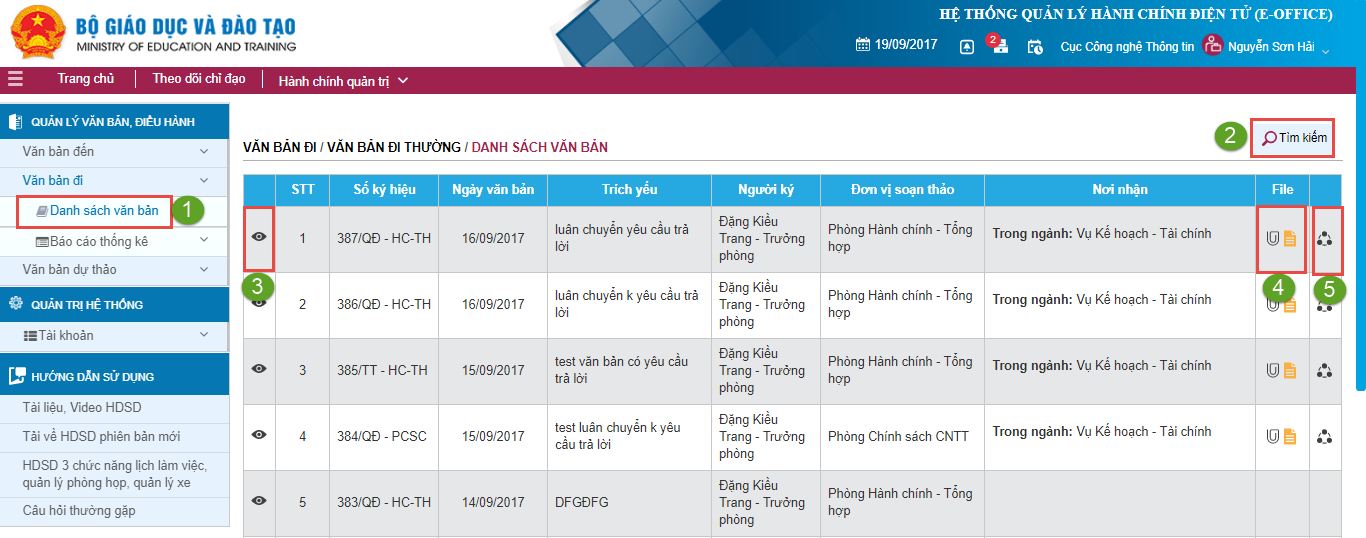 BỘ GIÁO DỤC VÀ ĐÀO TẠO
MINISTRY OF EDUCATION AND TRAINING
HỆ THỐNG QUẢN LÝ HÀNH CHÍNH ĐIỆN TỬ (E-OFFICE)
19/09/2017 2 Cục Công nghệ Thông tin Nguyễn Sơn Hải
Trang chủ Theo dõi chỉ đạo Hành chính quản trị
QUẢN LÝ VĂN BẢN, ĐIỀU HÀNH
Văn bản đến
Văn bản đi
Danh sách văn bản 1
Báo cáo thống kê
Văn bản dự thảo
QUẢN TRỊ HỆ THỐNG
Tài khoản
HƯỚNG DẪN SỬ DỤNG
Tài liệu, Video HDSD
Tải về HDSD phiên bản mới
HDSD 3 chức năng lịch làm việc,
quản lý phòng họp, quản lý xe
Câu hỏi thường gặp
VĂN BẢN ĐI / VĂN BẢN ĐI THƯỜNG / DANH SÁCH VĂN BẢN
2 Tìm kiếm
STT Số ký hiệu Ngày văn bản Trích yếu Người ký Đơn vị soạn thảo Nơi nhận File
1 387/QĐ - HC-TH 16/09/2017 luân chuyển yêu cầu trả
lời
Đặng Kiều
Trang - Trưởng
phòng
Phòng Hành chính - Tổng
hợp
Trong ngành: Vụ Kế hoạch - Tài chính
3 4 5
2 386/QĐ - HC-TH 16/09/2017 luân chuyển k yêu cầu trả
lời
Đặng Kiều
Trang - Trưởng
phòng
Phòng Hành chính - Tổng
hợp
Trong ngành: Vụ Kế hoạch - Tài chính
3 385/TT - HC-TH 15/09/2017 test văn bản có yêu cầu
trả lời
Đặng Kiều
Trang - Trưởng
phòng
Phòng Hành chính - Tổng
hợp
Trong ngành: Vụ Kế hoạch - Tài chính
4 384/QĐ - PCSC 15/09/2017 test luân chuyển k yêu
cầu trả lời
Đặng Kiều
Trang - Trưởng
phòng
Phòng Chính sách CNTT
Trong ngành: Vụ Kế hoạch - Tài chính
5 383/QĐ - HC-TH 14/09/2017 DFGĐFG
Đặng Kiều
Trang - Trưởng
phòng
Phòng Hành chính - Tổng
hợp